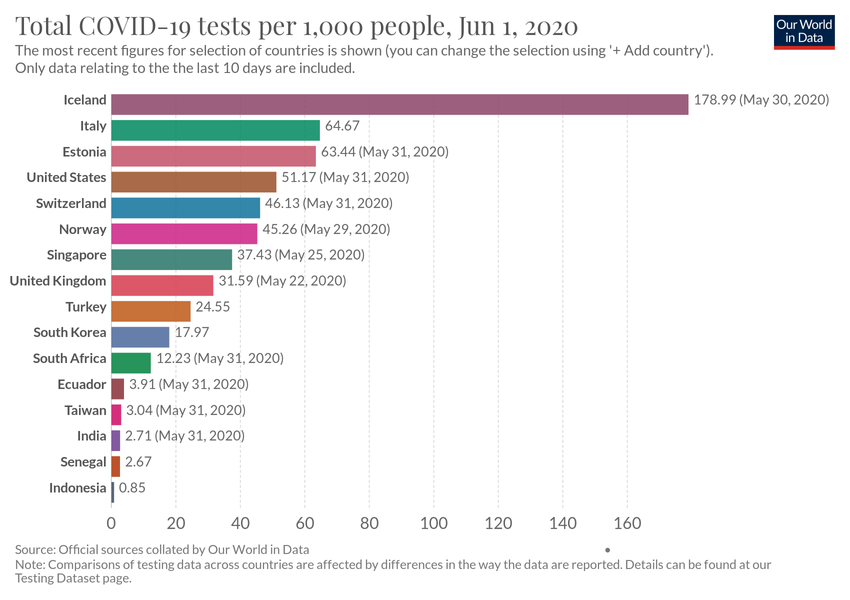 Total COVID-19 tests per 1,000 people, Jun 1, 2020
Our World
in Data
The most recent figures for selection of countries is shown (you can change the selection using '+ Add country').
Only data relating to the the last 10 days are included.
Iceland 178.99 (May 30, 2020)
Italy 64.67
Estonia 63.44 (May 31, 2020)
United States 51.17 (May 31, 2020)
Switzerland 46.13 (May 31, 2020)
Norway 45.26 (May 29, 2020)
Singapore 37.43 (May 25, 2020)
United Kingdom 31.59 (May 22, 2020)
Turkey 24.55
South Korea 17.97
South Africa 12.23 (May 31, 2020)
Ecuador 3.91 (May 31, 2020)
Taiwan 3.04 (May 31, 2020)
India 2.71 (May 31, 2020)
Senegal 2.67
Indonesia 0.85
0 20 40 60 80 100 120 140 160
Source: Official sources collated by Our World in Data
Note: Comparisons of testing data across countries are affected by differences in the way the data are reported. Details can be found at our
Testing Dataset page.